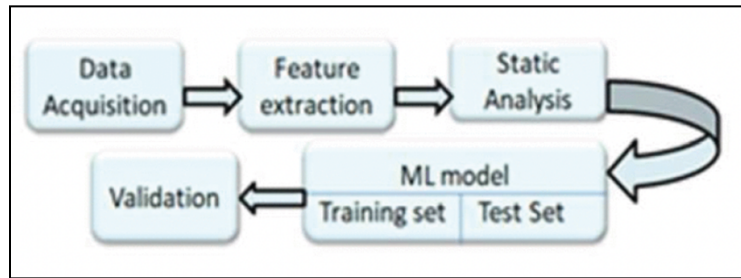 Data
Acquisition
Feature
extraction
Static
Analysis
ML model
Training set
Test Set
Validation